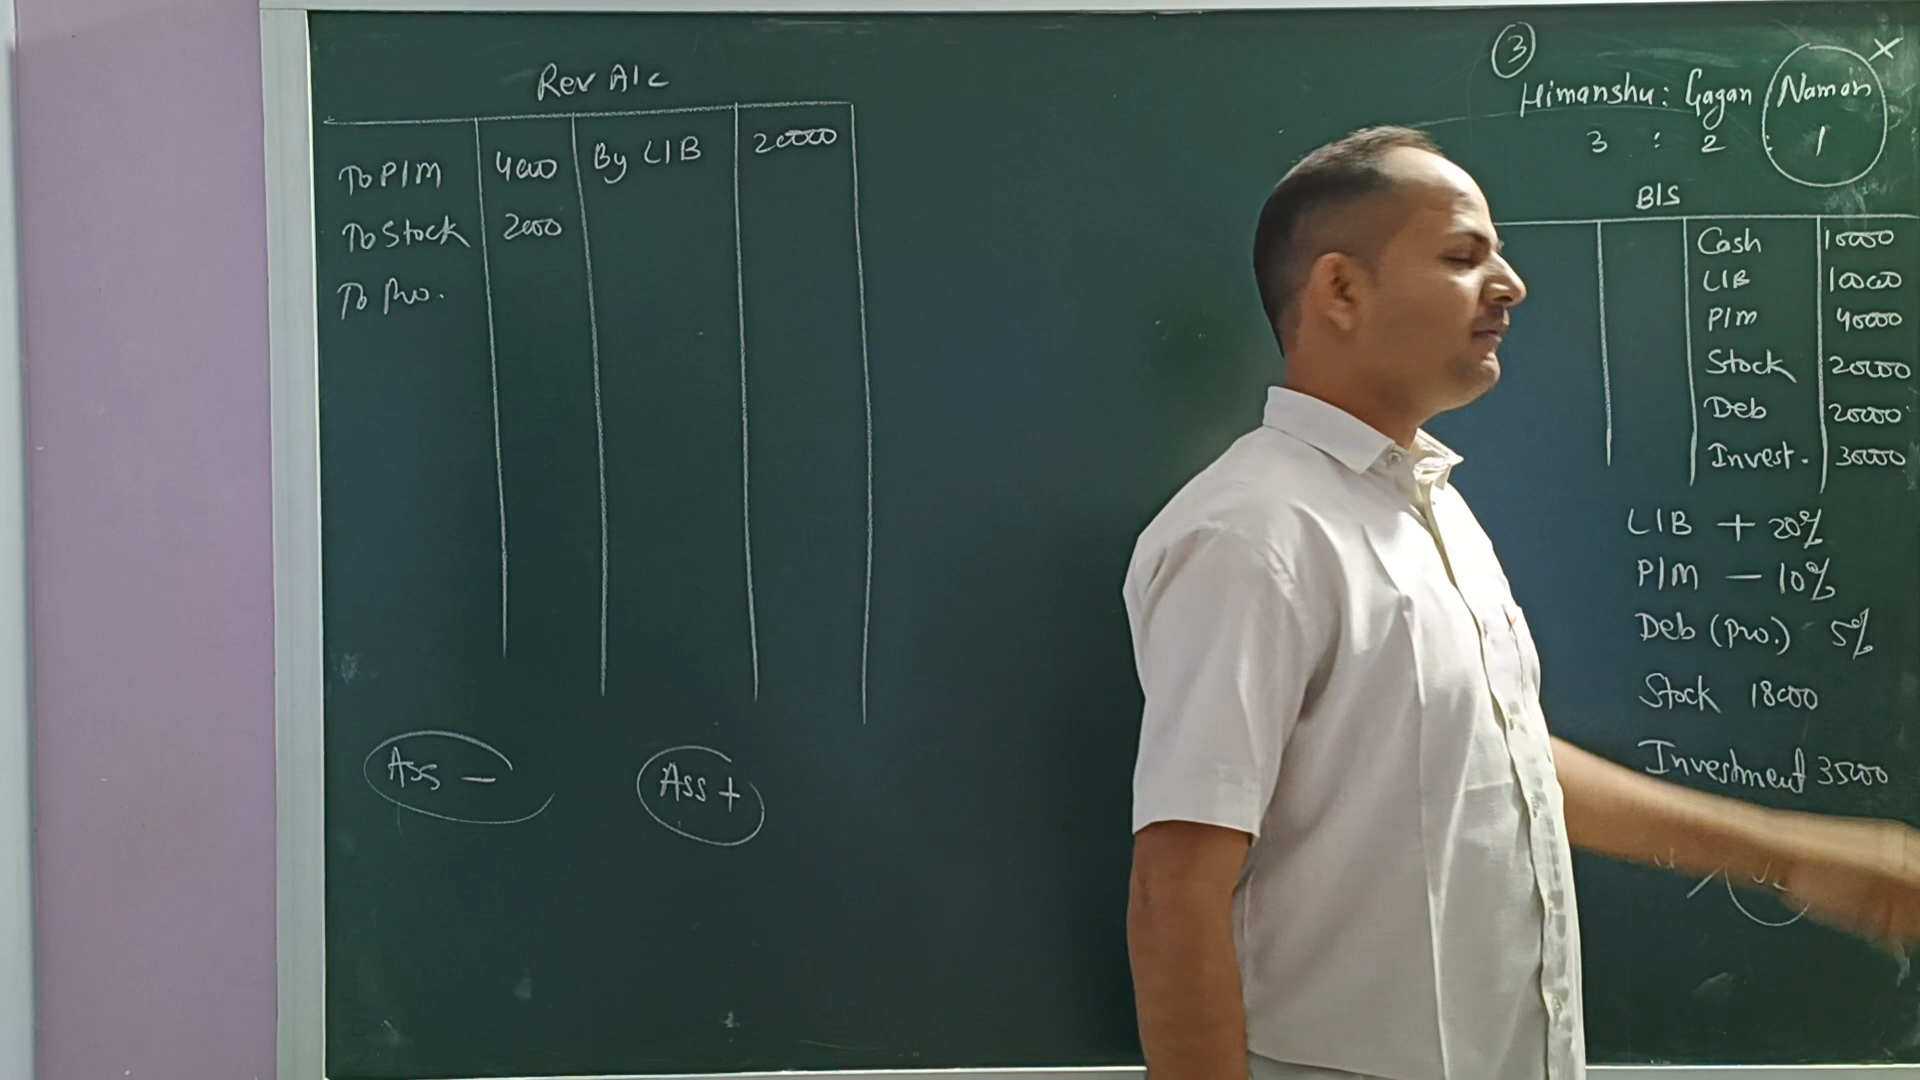 Rev A/c
To P/M 4000 By L/B 20000
To Stock 2000
To Pro.
Ass -
Ass +
3
Himanshu : Gagan Naman X
3 : 2 : 1
B/S
Cash 10000
L/B 100000
P/M 40000
Stock 20000
Deb 20000
Invest. 30000
L/B + 20%
P/M - 10%
Deb (pro.) 5%
Stock 18000
Investment 35000